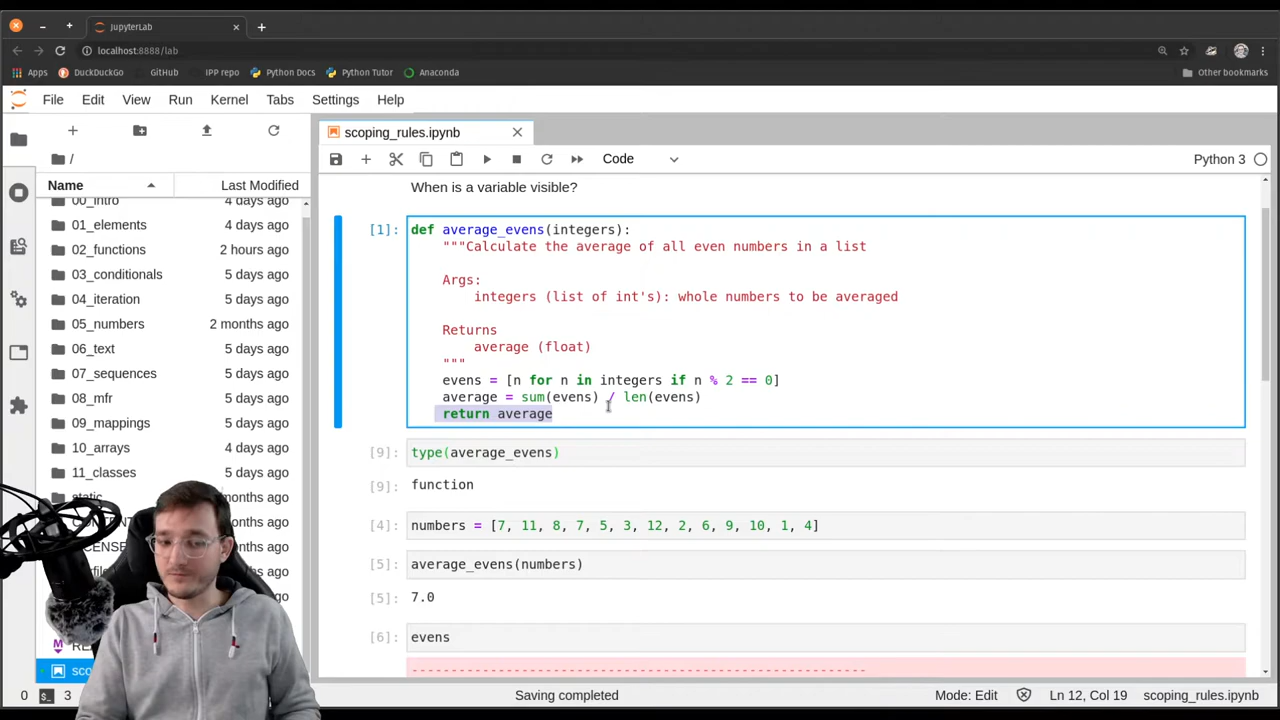 JupyterLab
localhost:8888/lab
Apps DuckDuckGo GitHub IPP repo Python Docs Python Tutor Anaconda Other bookmarks
File Edit View Run Kernel Tabs Settings Help
scoping_rules.ipynb
Code Python 3
/
Name Last Modified
00_intro 4 days ago
01_elements 4 days ago
02_functions 2 hours ago
03_conditionals 5 days ago
04_iteration 5 days ago
05_numbers 2 months ago
06_text 5 days ago
07_sequences 5 days ago
08_mfr 5 days ago
09_mappings 5 days ago
10_arrays 4 days ago
11_classes 5 days ago
static months ago
ago
ago
ago
ago
When is a variable visible?
[1]: def average_evens(integers):
"""Calculate the average of all even numbers in a list
Args:
integers (list of int's): whole numbers to be averaged
Returns
average (float)
"""
evens = [n for n in integers if n % 2 == 0]
average = sum(evens) / len(evens)
return average
[9]: type(average_evens)
[9]: function
[4]: numbers = [7, 11, 8, 7, 5, 3, 12, 2, 6, 9, 10, 1, 4]
[5]: average_evens(numbers)
[5]: 7.0
[6]: evens
----------------------------------------------------------
0 3 Saving completed Mode: Edit Ln 12, Col 19 scoping_rules.ipynb